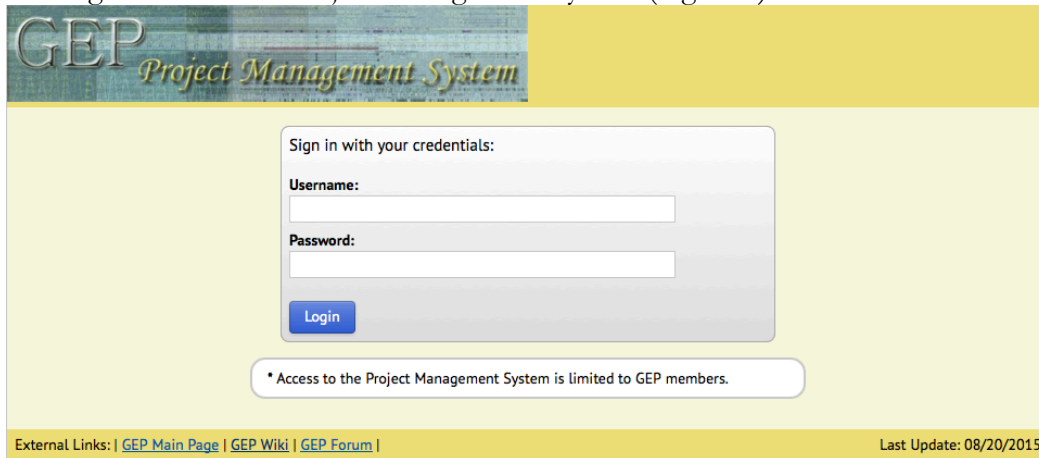 GEP
Project Management System
Sign in with your credentials:
Username:
Password:
Login
* Access to the Project Management System is limited to GEP members.
External Links: | GEP Main Page | GEP Wiki | GEP Forum | Last Update: 08/20/2015